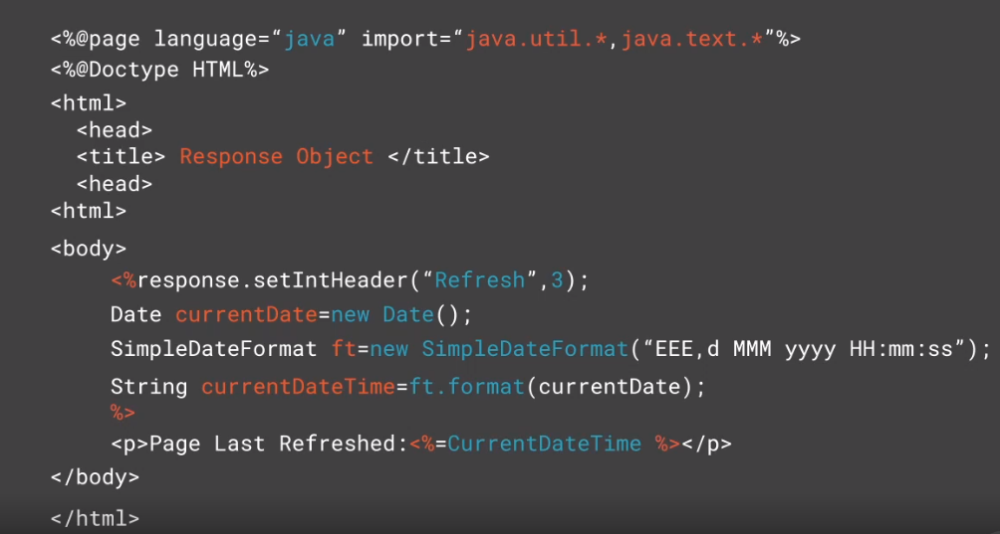 <%@page language=“java” import=“java.util.*,java.text.*”%>
<%@Doctype HTML%>
<html>
<head>
<title> Response Object </title>
<head>
<html>
<body>
<%response.setIntHeader(“Refresh”,3);
Date currentDate=new Date();
SimpleDateFormat ft=new SimpleDateFormat(“EEE,d MMM yyyy HH:mm:ss”);
String currentDateTime=ft.format(currentDate);
%>
<p>Page Last Refreshed:<%=CurrentDateTime %></p>
</body>
</html>